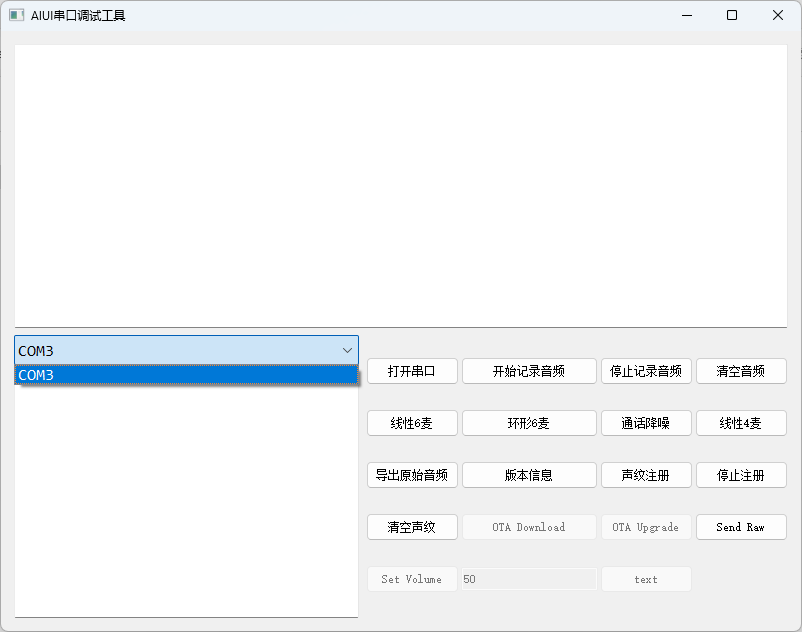 AIUI串口调试工具
COM3
COM3
打开串口 开始记录音频 停止记录音频 清空音频
线性6麦 环形6麦 通话降噪 线性4麦
导出原始音频 版本信息 声纹注册 停止注册
清空声纹 OTA Download OTA Upgrade Send Raw
Set Volume 50 text